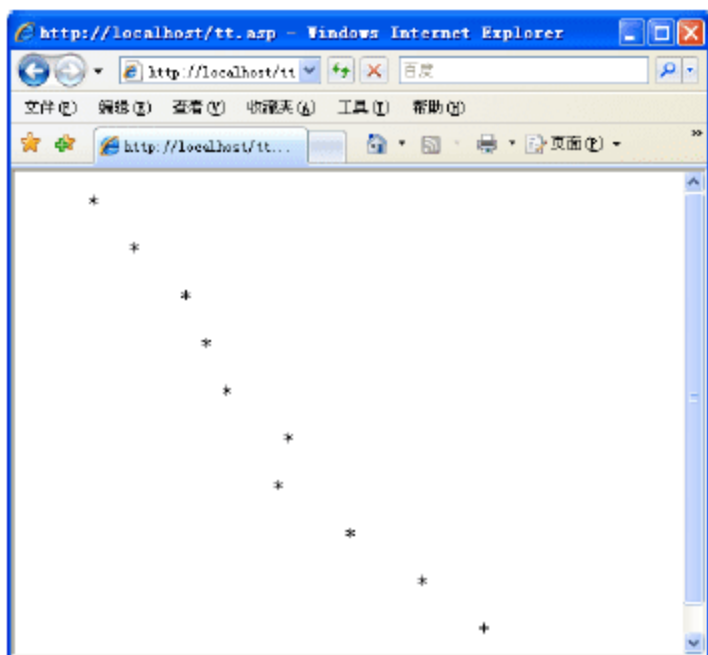 http://localhost/tt.asp - Windows Internet Explorer
http://localhost/tt 百度
文件(F) 编辑(E) 查看(V) 收藏夹(A) 工具(T) 帮助(H)
http://localhost/tt... 页面(P) »
*
*
*
*
*
*
*
*
*
*